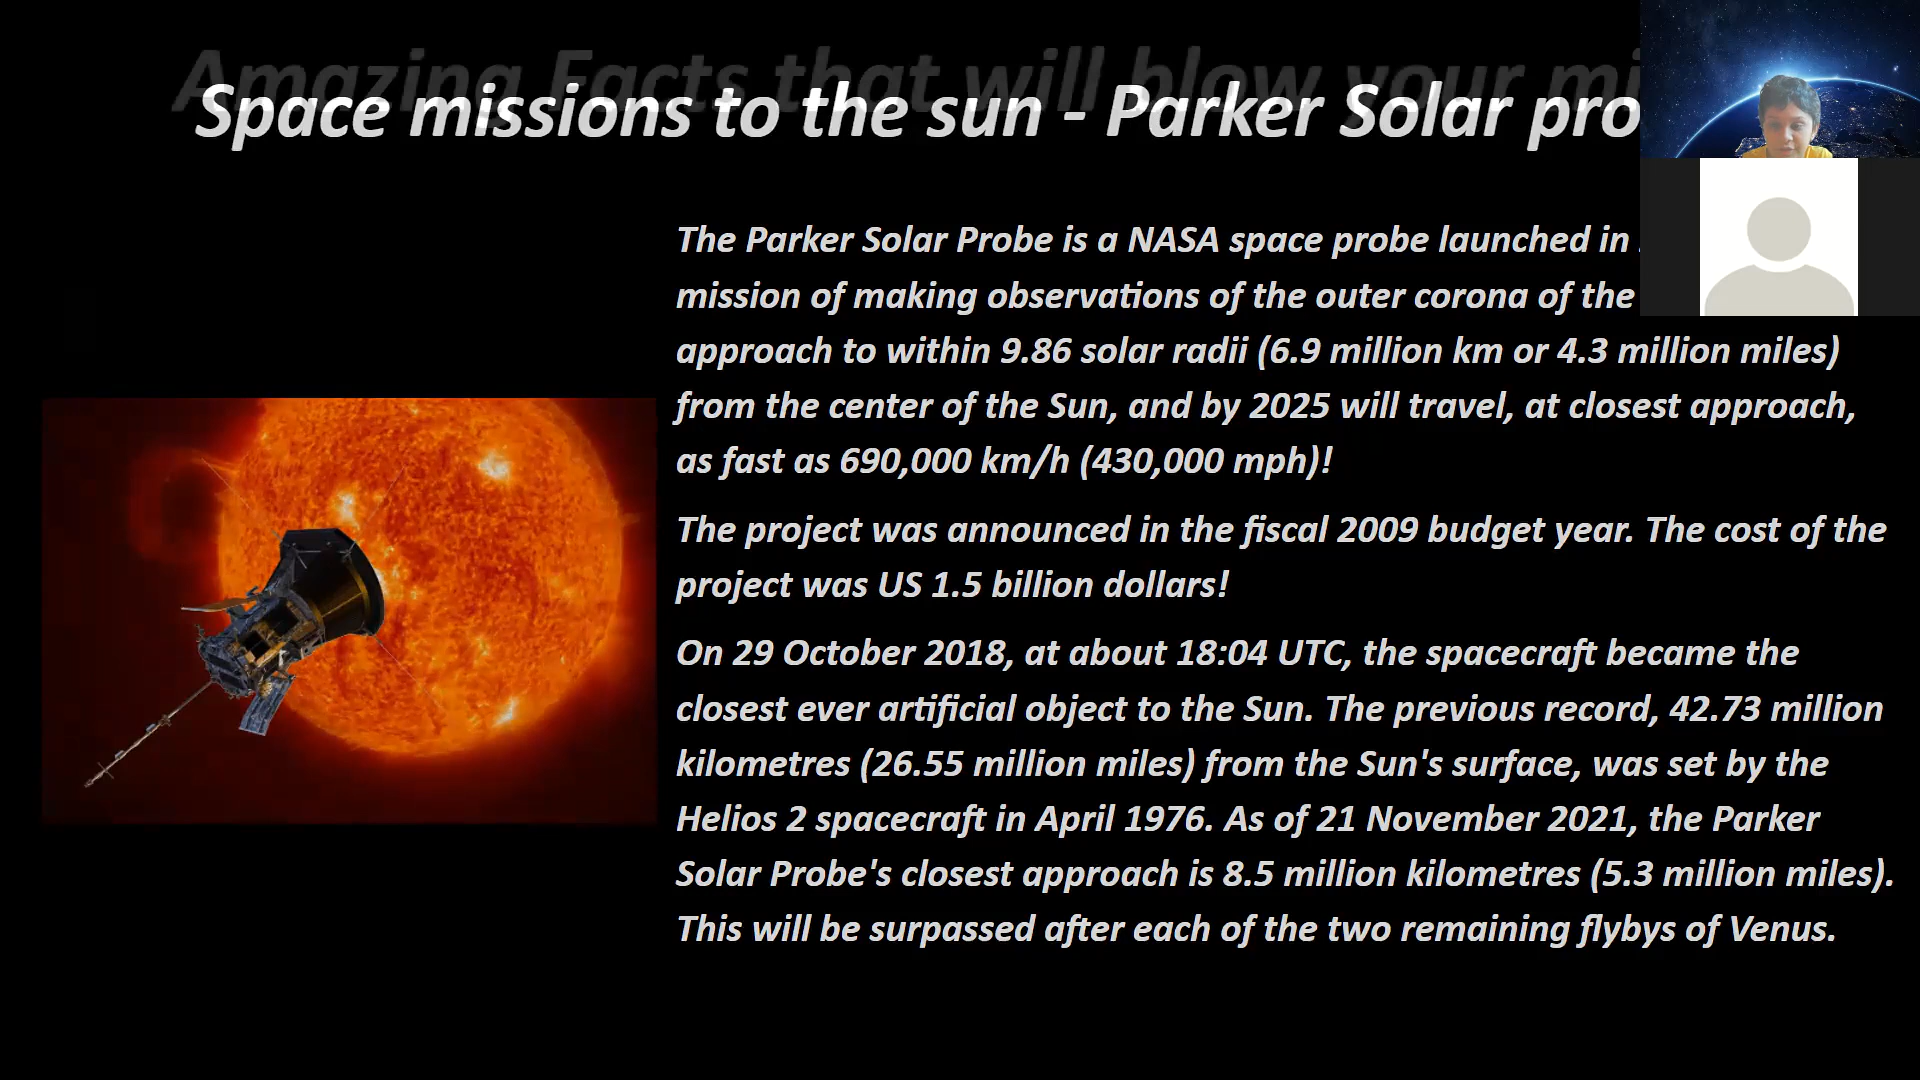 Amazing Facts that will blow your
Space missions to the sun - Parker Solar
The Parker Solar Probe is a NASA space probe launched in
mission of making observations of the outer corona of the
approach to within 9.86 solar radii (6.9 million km or 4.3 million miles)
from the center of the Sun, and by 2025 will travel, at closest approach,
as fast as 690,000 km/h (430,000 mph)!
The project was announced in the fiscal 2009 budget year. The cost of the
project was US 1.5 billion dollars!
On 29 October 2018, at about 18:04 UTC, the spacecraft became the
closest ever artificial object to the Sun. The previous record, 42.73 million
kilometres (26.55 million miles) from the Sun's surface, was set by the
Helios 2 spacecraft in April 1976. As of 21 November 2021, the Parker
Solar Probe's closest approach is 8.5 million kilometres (5.3 million miles).
This will be surpassed after each of the two remaining flybys of Venus.